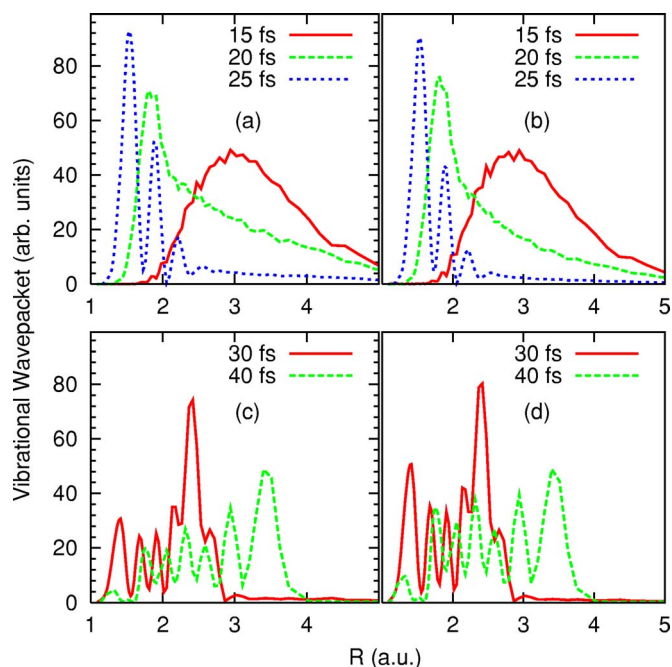 15 fs
20 fs
25 fs
(a)
15 fs
20 fs
25 fs
(b)
80
60
40
20
0
1 2 3 4
2 3 4 5
30 fs
40 fs
(c)
30 fs
40 fs
(d)
80
60
40
20
0
1 2 3 4
2 3 4 5
Vibrational Wavepacket (arb. units)
R (a.u.)